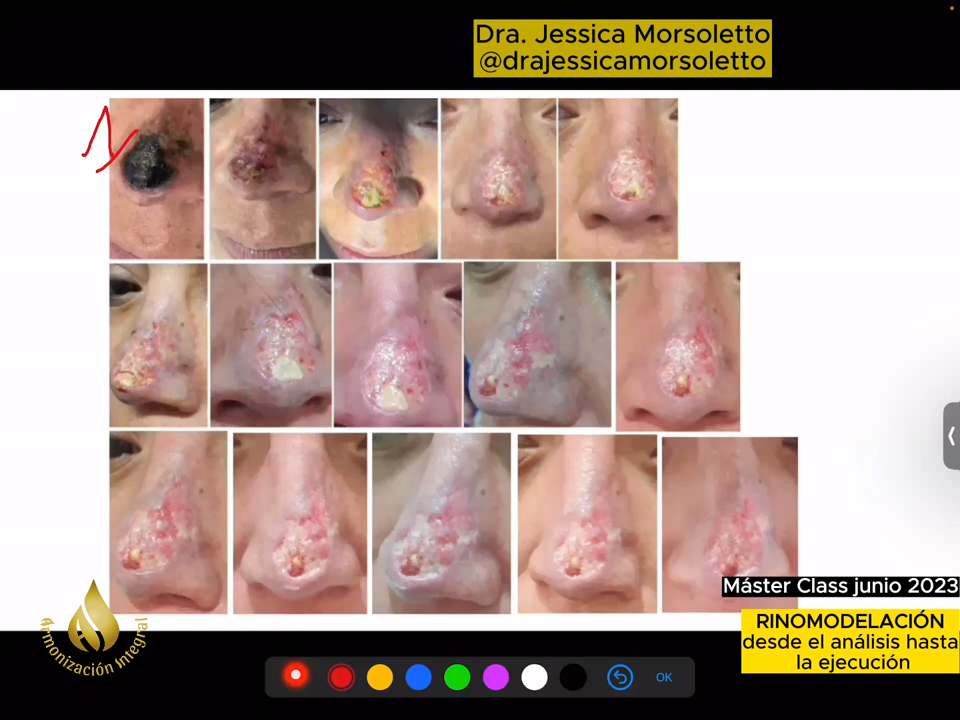 Dra. Jessica Morsoletto
@drajessicamorsoletto
N
Máster Class junio 2023
RINOMODELACIÓN
desde el análisis hasta
la ejecución
Armonización Integral
OK